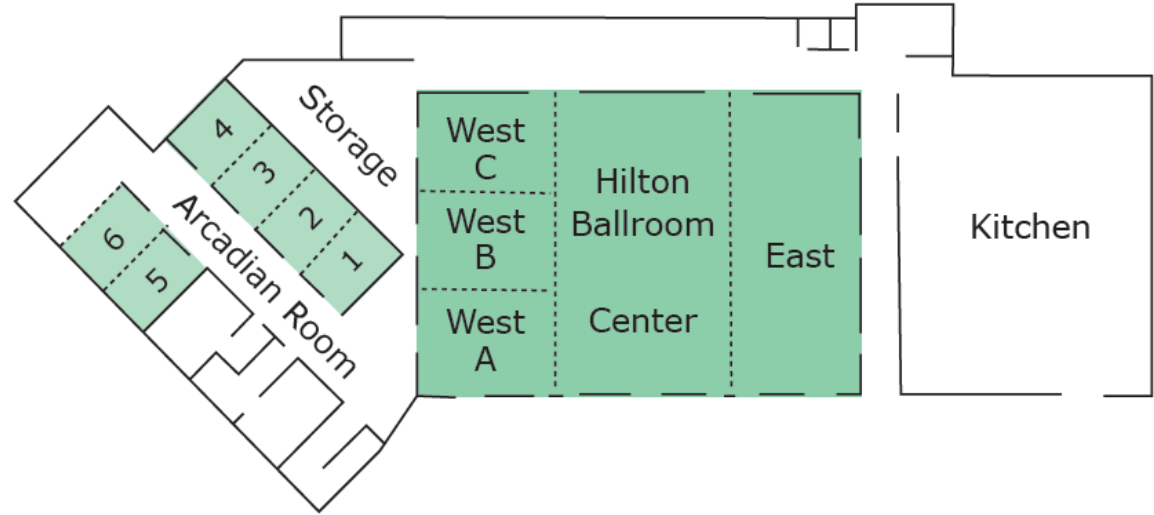 Storage
4
3
2
1
Arcadian Room
6
5
West
C
West
B
West
A
Hilton
Ballroom
Center
East
Kitchen